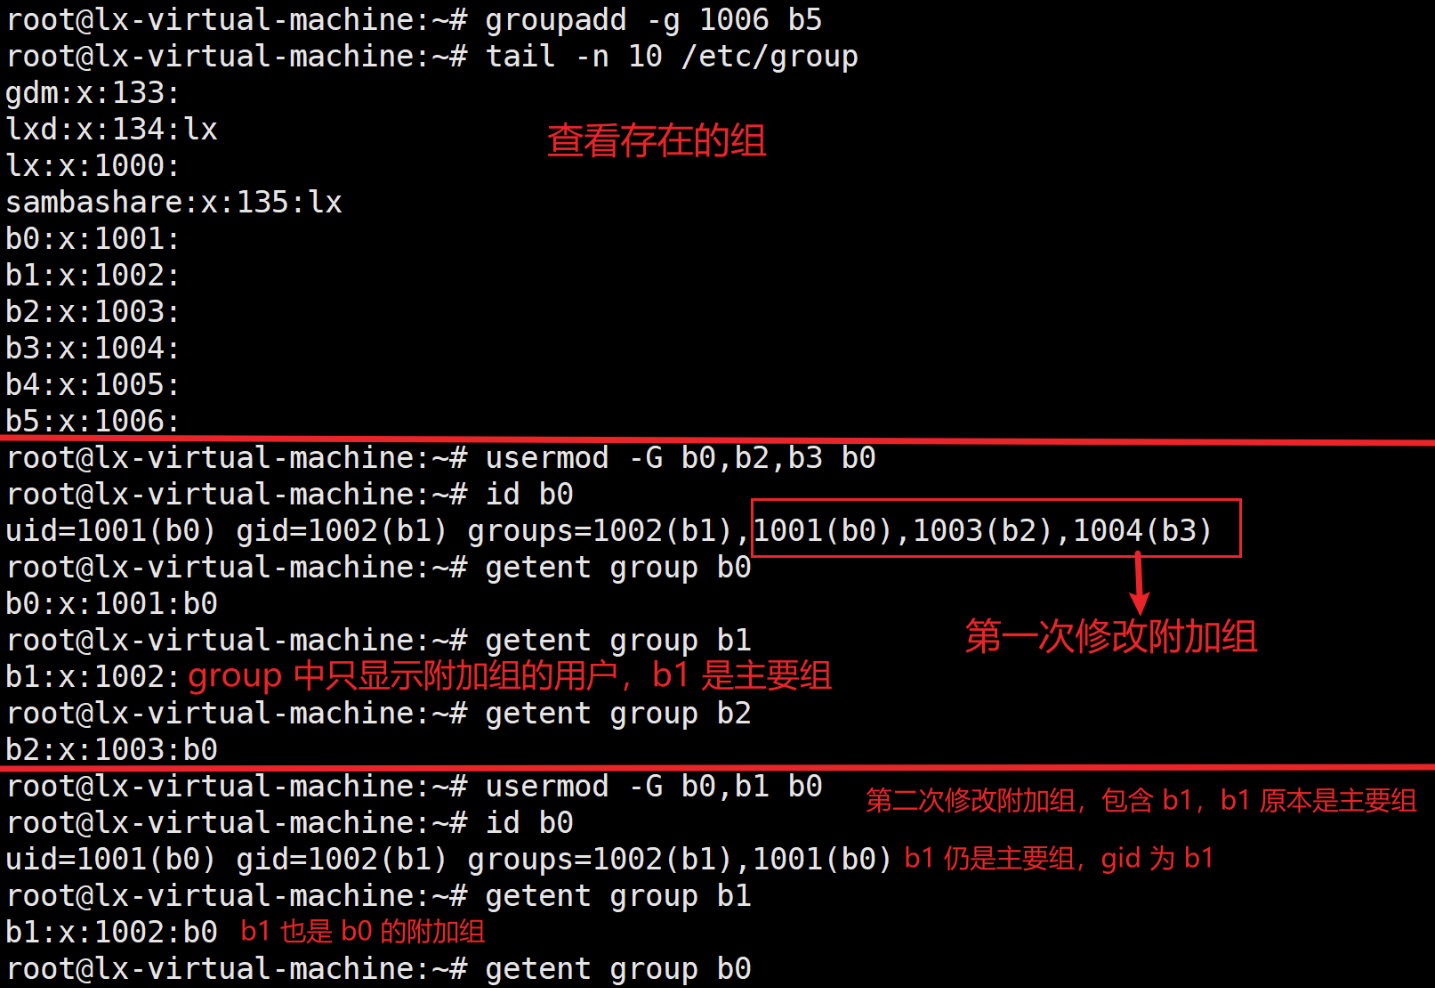 root@lx-virtual-machine:~# groupadd -g 1006 b5
root@lx-virtual-machine:~# tail -n 10 /etc/group
gdm:x:133:
lxd:x:134:lx
查看存在的组
lx:x:1000:
sambashare:x:135:lx
b0:x:1001:
b1:x:1002:
b2:x:1003:
b3:x:1004:
b4:x:1005:
b5:x:1006:
root@lx-virtual-machine:~# usermod -G b0,b2,b3 b0
root@lx-virtual-machine:~# id b0
uid=1001(b0) gid=1002(b1) groups=1002(b1),1001(b0),1003(b2),1004(b3)
root@lx-virtual-machine:~# getent group b0
b0:x:1001:b0
root@lx-virtual-machine:~# getent group b1
第一次修改附加组
b1:x:1002: group 中只显示附加组的用户，b1 是主要组
root@lx-virtual-machine:~# getent group b2
b2:x:1003:b0
root@lx-virtual-machine:~# usermod -G b0,b1 b0 第二次修改附加组，包含 b1，b1 原本是主要组
root@lx-virtual-machine:~# id b0
uid=1001(b0) gid=1002(b1) groups=1002(b1),1001(b0) b1 仍是主要组，gid 为 b1
root@lx-virtual-machine:~# getent group b1
b1:x:1002:b0 b1 也是 b0 的附加组
root@lx-virtual-machine:~# getent group b0